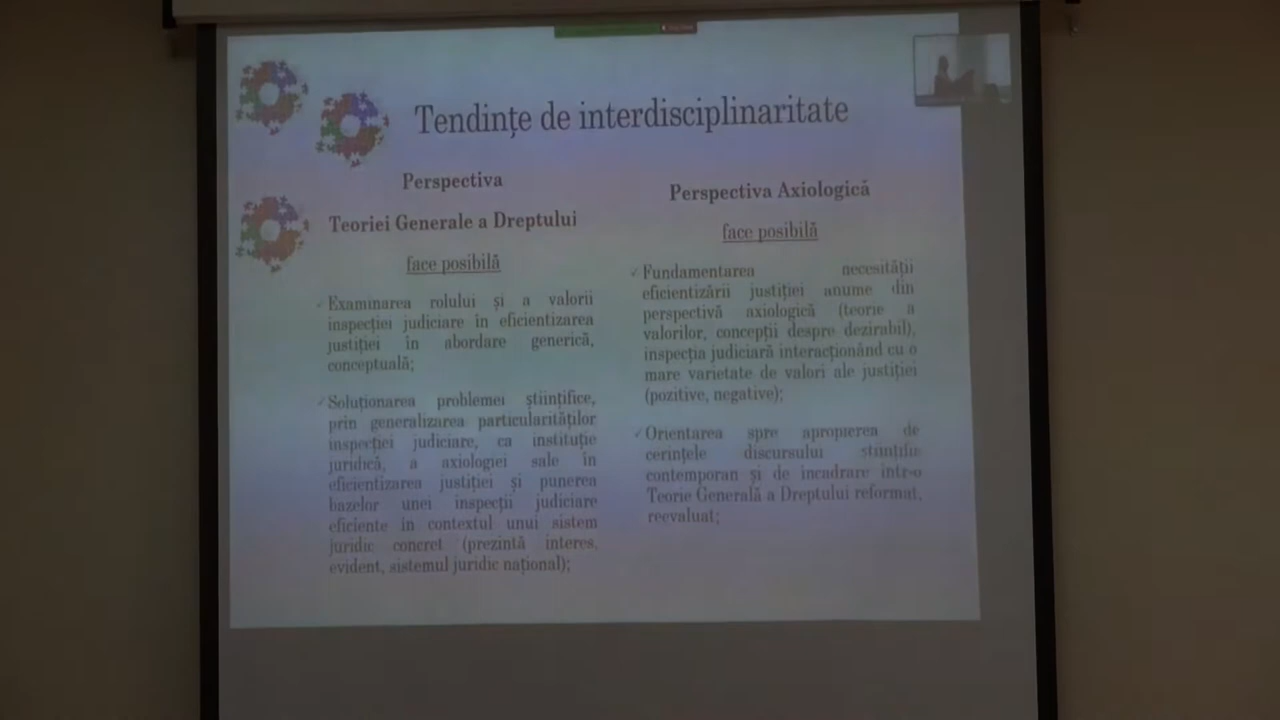 Tendințe de interdisciplinaritate
Perspectiva
Teoriei Generale a Dreptului
face posibilă
✓Examinarea rolului și a valorii
inspecției judiciare în eficientizarea
justiției în abordare generică,
conceptuală;
✓Soluționarea problemei științifice,
prin generalizarea particularităților
inspecției judiciare, ca instituție
juridică, a axiologiei sale în
eficientizarea justiției și punerea
bazelor unei inspecții judiciare
eficiente în contextul unui sistem
juridic concret (prezintă interes,
evident, sistemul juridic național);
Perspectiva Axiologică
face posibilă
✓Fundamentarea necesității
eficientizării justiției anume din
perspectivă axiologică (teorie a
valorilor, concepții despre dezirabil),
inspecția judiciară interacționând cu o
mare varietate de valori ale justiției
(pozitive, negative);
✓Orientarea spre apropierea de
cerințele discursului științific
contemporan și de încadrare într-o
Teorie Generală a Dreptului reformat,
reevaluat;